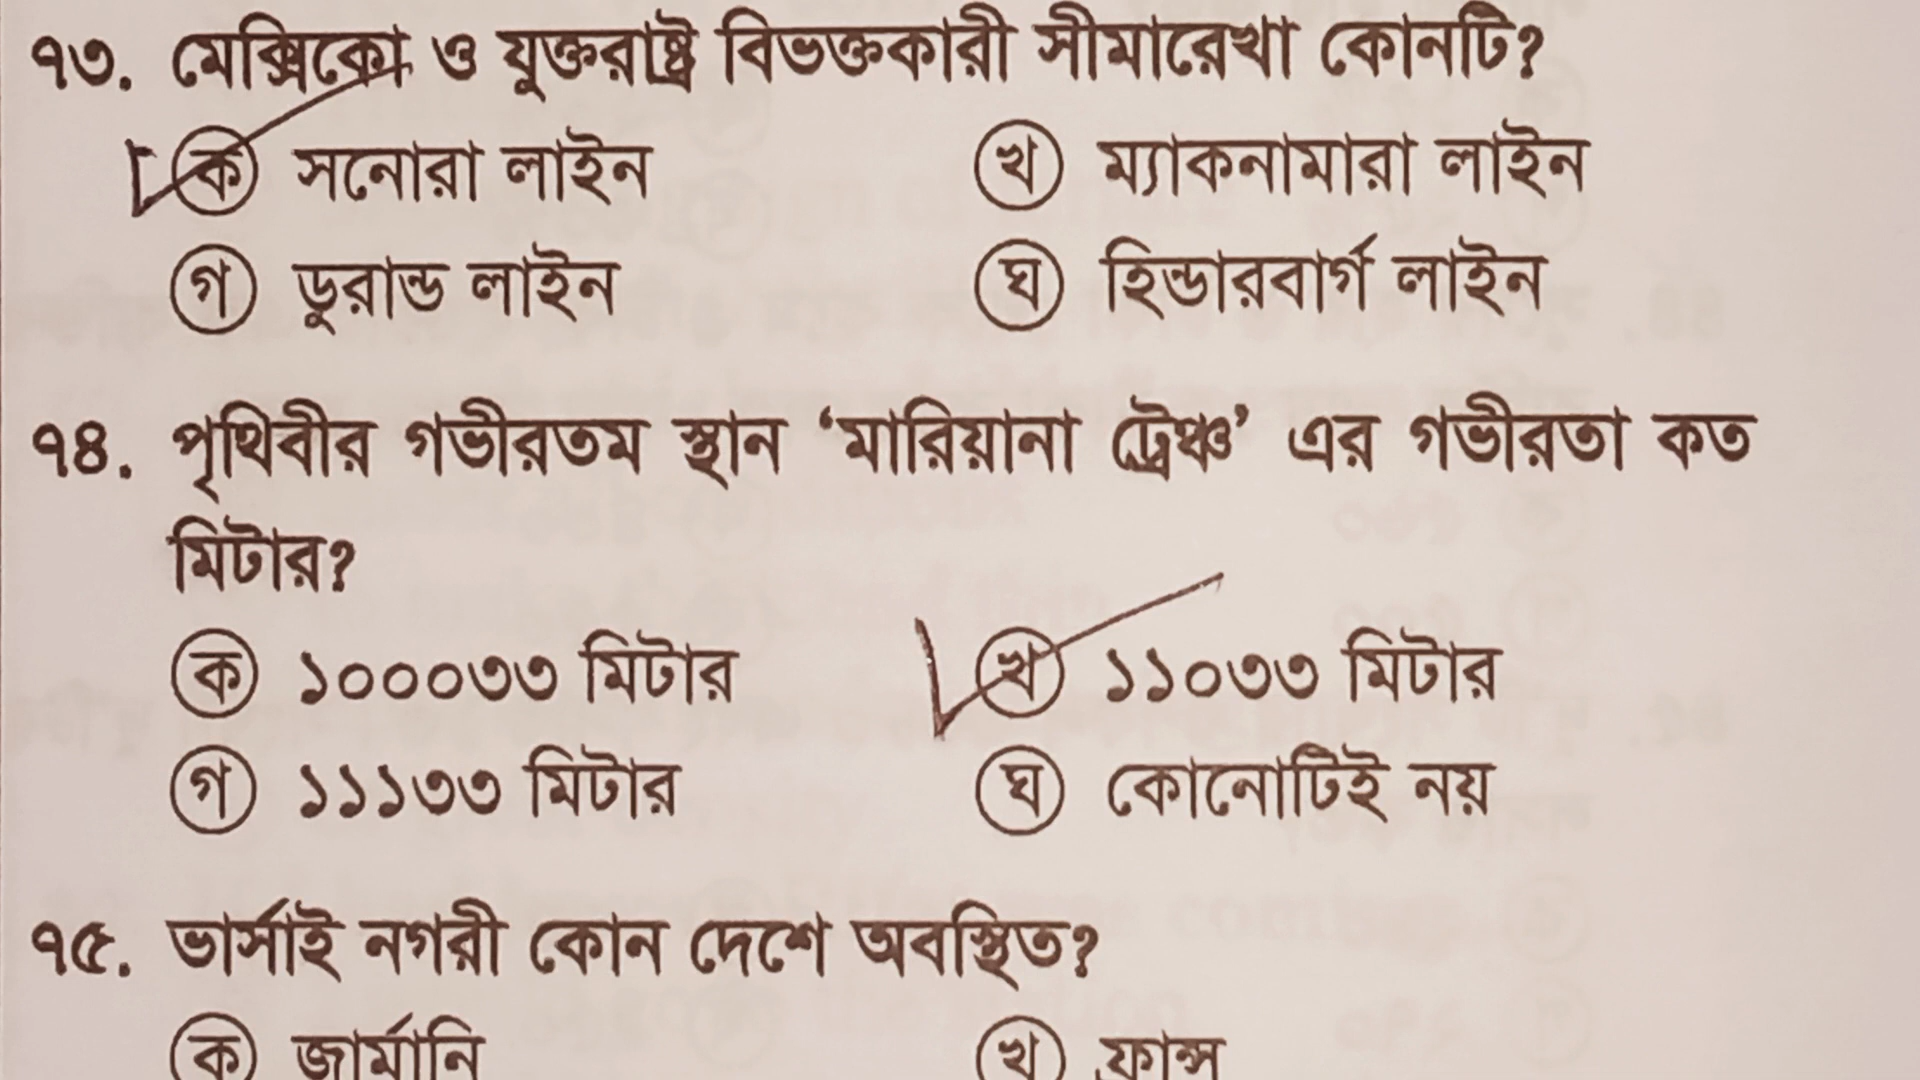 ৭৩. মেক্সিকো ও যুক্তরাষ্ট্র বিভক্তকারী সীমারেখা কোনটি?
ক সনোরা লাইন খ ম্যাকনামারা লাইন
গ ডুরান্ড লাইন ঘ হিন্ডারবার্গ লাইন
৭৪. পৃথিবীর গভীরতম স্থান ‘মারিয়ানা ট্রেঞ্চ’ এর গভীরতা কত
মিটার?
ক ১০০০৩৩ মিটার খ ১১০৩৩ মিটার
গ ১১১৩৩ মিটার ঘ কোনোটিই নয়
৭৫. ভার্সাই নগরী কোন দেশে অবস্থিত?
ক জার্মানি খ ফ্রান্স